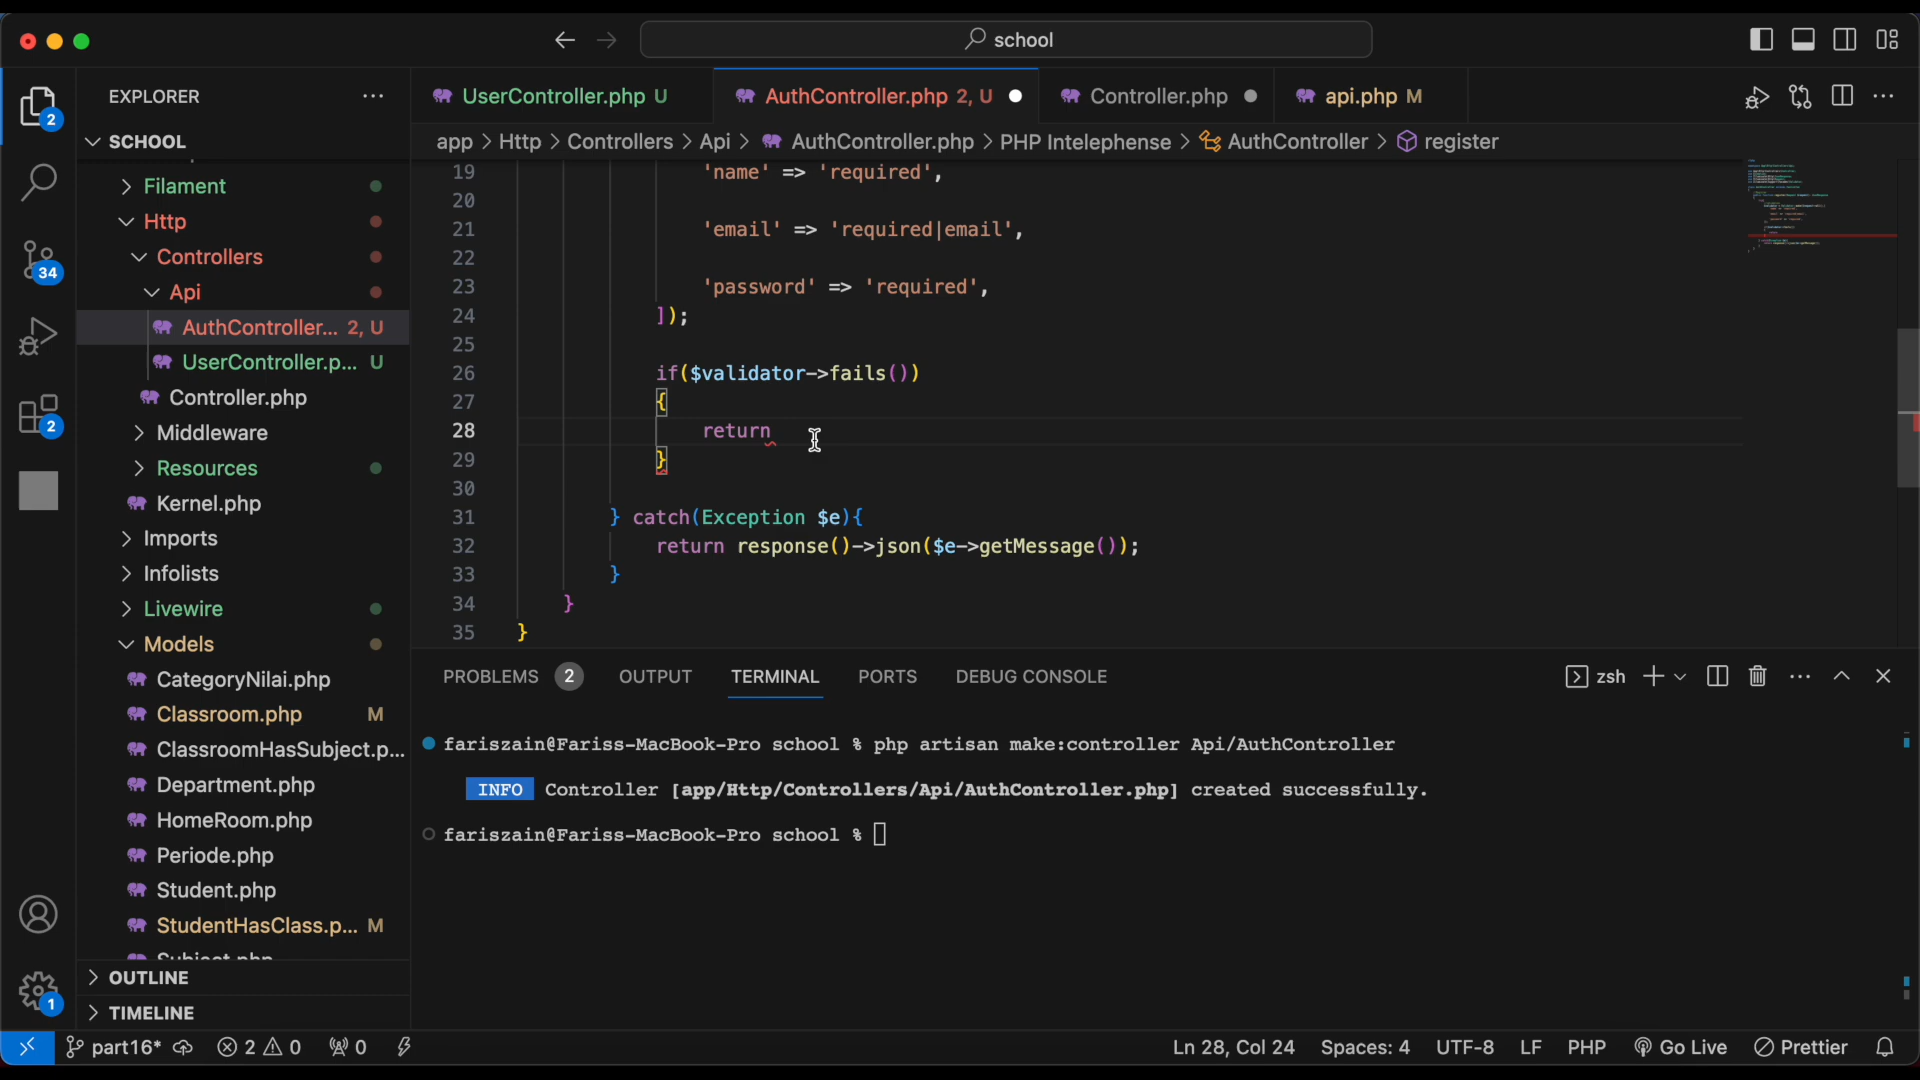 school
2
EXPLORER
UserController.php U
AuthController.php 2, U
Controller.php
api.php M
SCHOOL
app > Http > Controllers > Api > AuthController.php > PHP Intelephense > AuthController > register
Filament
Http
Controllers
Api
AuthController... 2, U
UserController.p... U
Controller.php
Middleware
Resources
Kernel.php
Imports
Infolists
Livewire
Models
CategoryNilai.php
Classroom.php M
ClassroomHasSubject.p...
Department.php
HomeRoom.php
Periode.php
Student.php
StudentHasClass.p... M
Subject.php
OUTLINE
TIMELINE
34
2
1
19 'name' => 'required',
20
21 'email' => 'required|email',
22
23 'password' => 'required',
24 ]);
25
26 if($validator->fails())
27 {
28 return
29 }
30
31 } catch(Exception $e){
32 return response()->json($e->getMessage());
33 }
34 }
35 }
PROBLEMS 2 OUTPUT TERMINAL PORTS DEBUG CONSOLE
zsh
fariszain@Fariss-MacBook-Pro school % php artisan make:controller Api/AuthController
INFO Controller [app/Http/Controllers/Api/AuthController.php] created successfully.
fariszain@Fariss-MacBook-Pro school %
part16* 2 0 0
Ln 28, Col 24 Spaces: 4 UTF-8 LF PHP Go Live Prettier